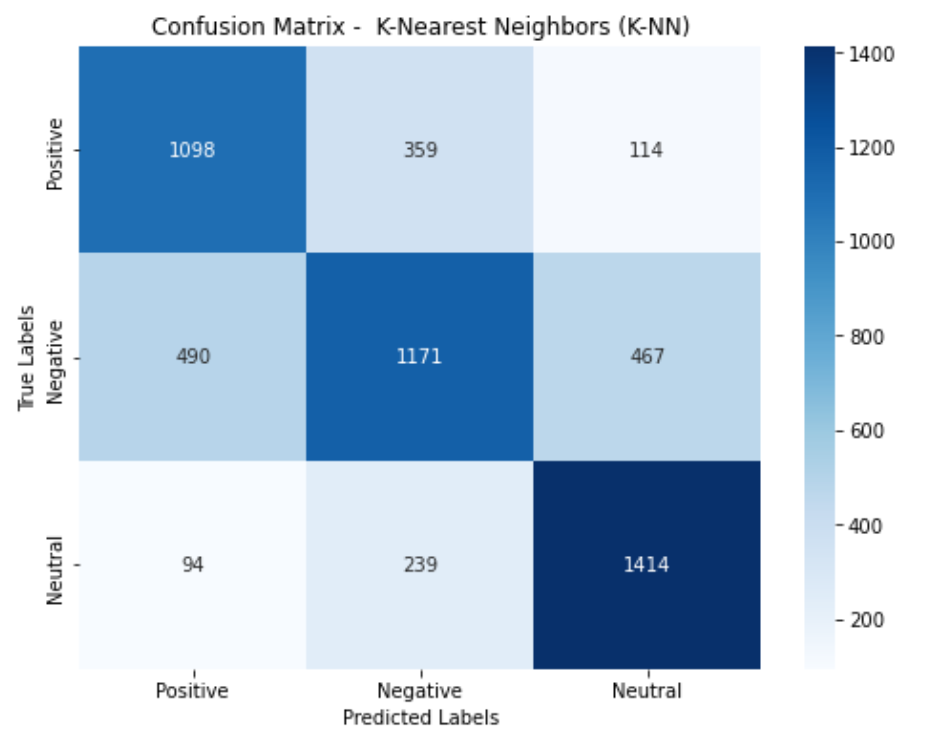 Confusion Matrix -  K-Nearest Neighbors (K-NN)
Positive
1098
359
114
True Labels
Negative
490
1171
467
Neutral
94
239
1414
Positive
Negative
Neutral
Predicted Labels
1400
1200
1000
800
600
400
200